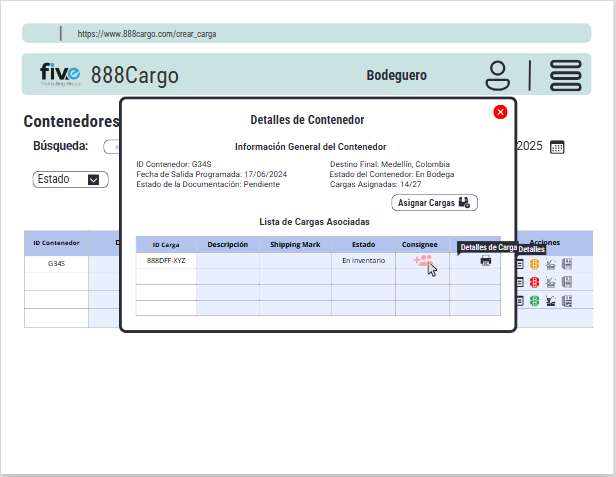 https://www.888cargo.com/crear_carga
five
Consulting Group
888Cargo
Bodeguero
Contenedores
Búsqueda:
2025
Estado
Detalles de Contenedor
Información General del Contenedor
ID Contenedor: G34S
Destino Final: Medellín, Colombia
Fecha de Salida Programada: 17/06/2024
Estado del Contenedor: En Bodega
Estado de la Documentación: Pendiente
Cargas Asignadas: 14/27
Asignar Cargas
Lista de Cargas Asociadas
ID Contenedor
D
Acciones
ID Carga
Descripción
Shipping Mark
Estado
Consignee
Detalles de Carga
Detalles
G34S
888DFF-XYZ
En inventario